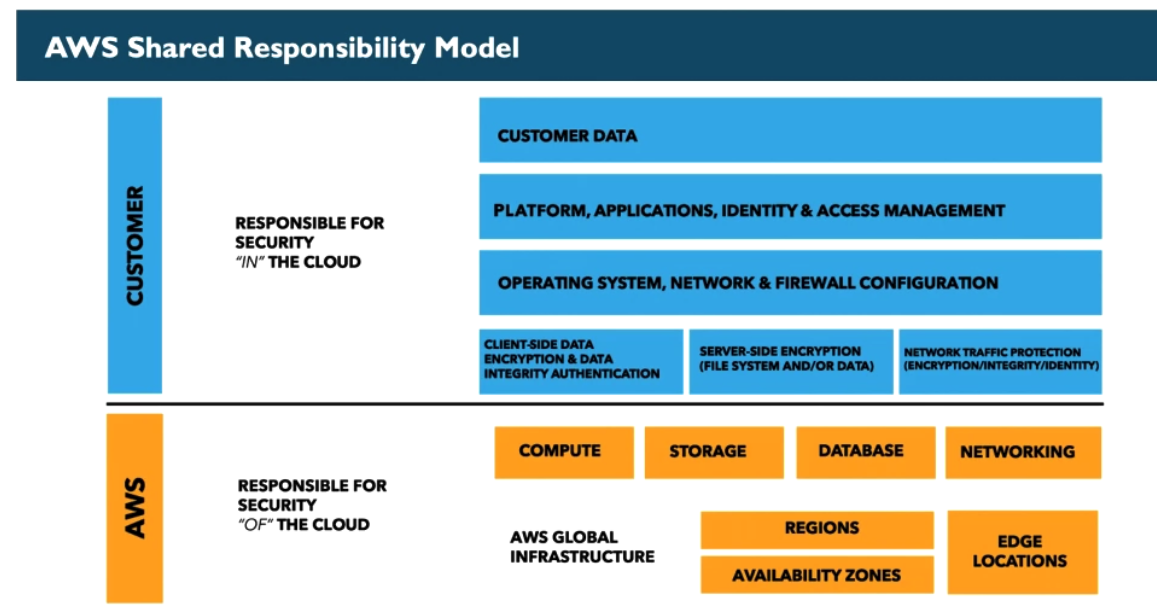 AWS Shared Responsibility Model
CUSTOMER
RESPONSIBLE FOR
SECURITY
“IN” THE CLOUD
CUSTOMER DATA
PLATFORM, APPLICATIONS, IDENTITY & ACCESS MANAGEMENT
OPERATING SYSTEM, NETWORK & FIREWALL CONFIGURATION
CLIENT-SIDE DATA
ENCRYPTION & DATA
INTEGRITY AUTHENTICATION
SERVER-SIDE ENCRYPTION
(FILE SYSTEM AND/OR DATA)
NETWORK TRAFFIC PROTECTION
(ENCRYPTION/INTEGRITY/IDENTITY)
AWS
RESPONSIBLE FOR
SECURITY
“OF” THE CLOUD
COMPUTE
STORAGE
DATABASE
NETWORKING
AWS GLOBAL
INFRASTRUCTURE
REGIONS
AVAILABILITY ZONES
EDGE
LOCATIONS